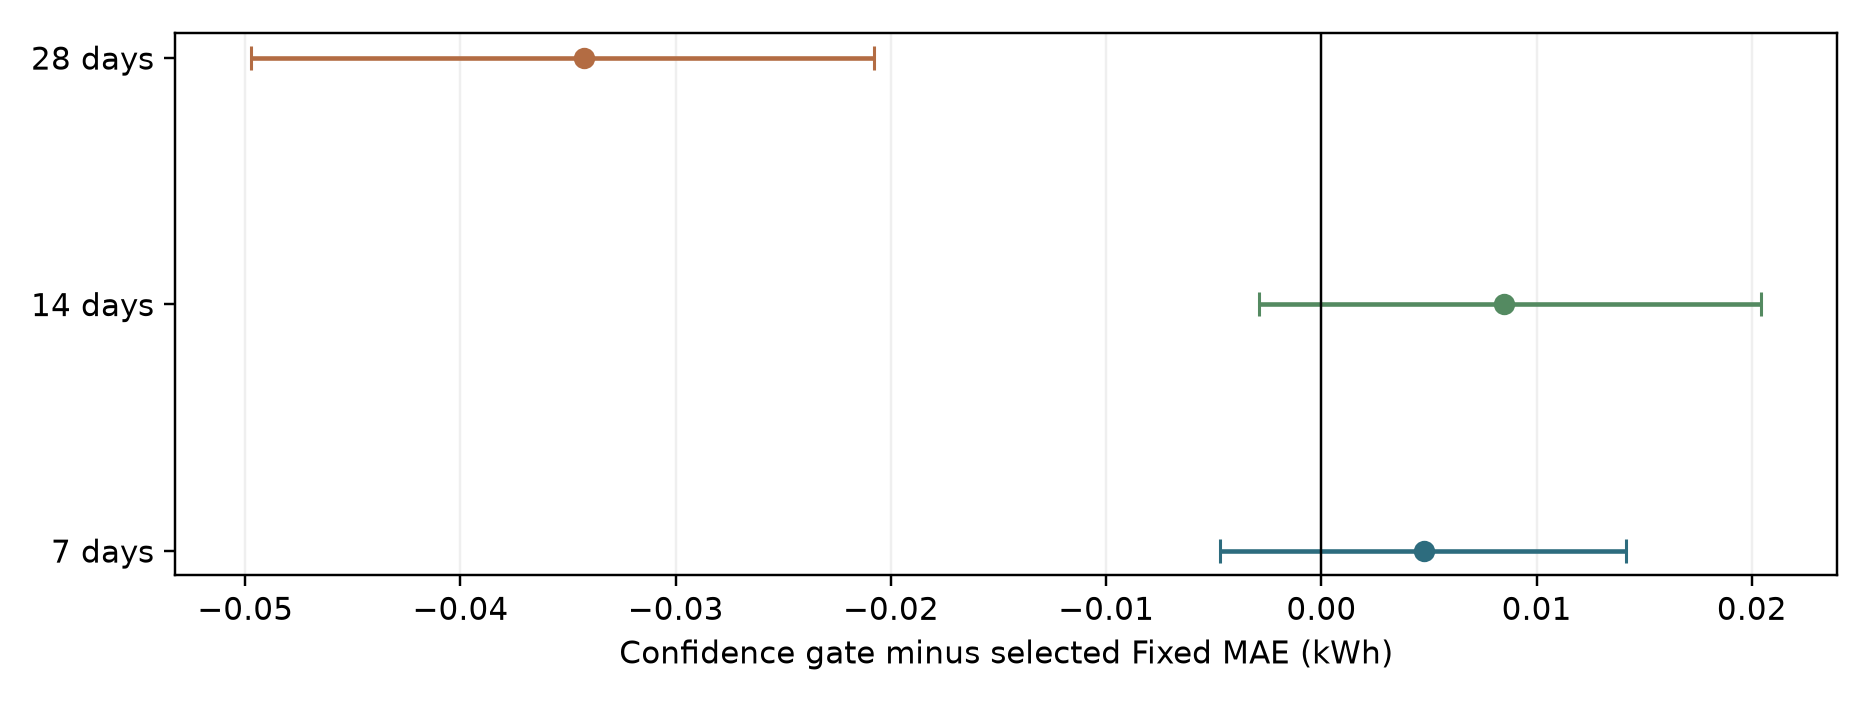 28 days
14 days
7 days
−0.05 −0.04 −0.03 −0.02 −0.01 0.00 0.01 0.02
Confidence gate minus selected Fixed MAE (kWh)